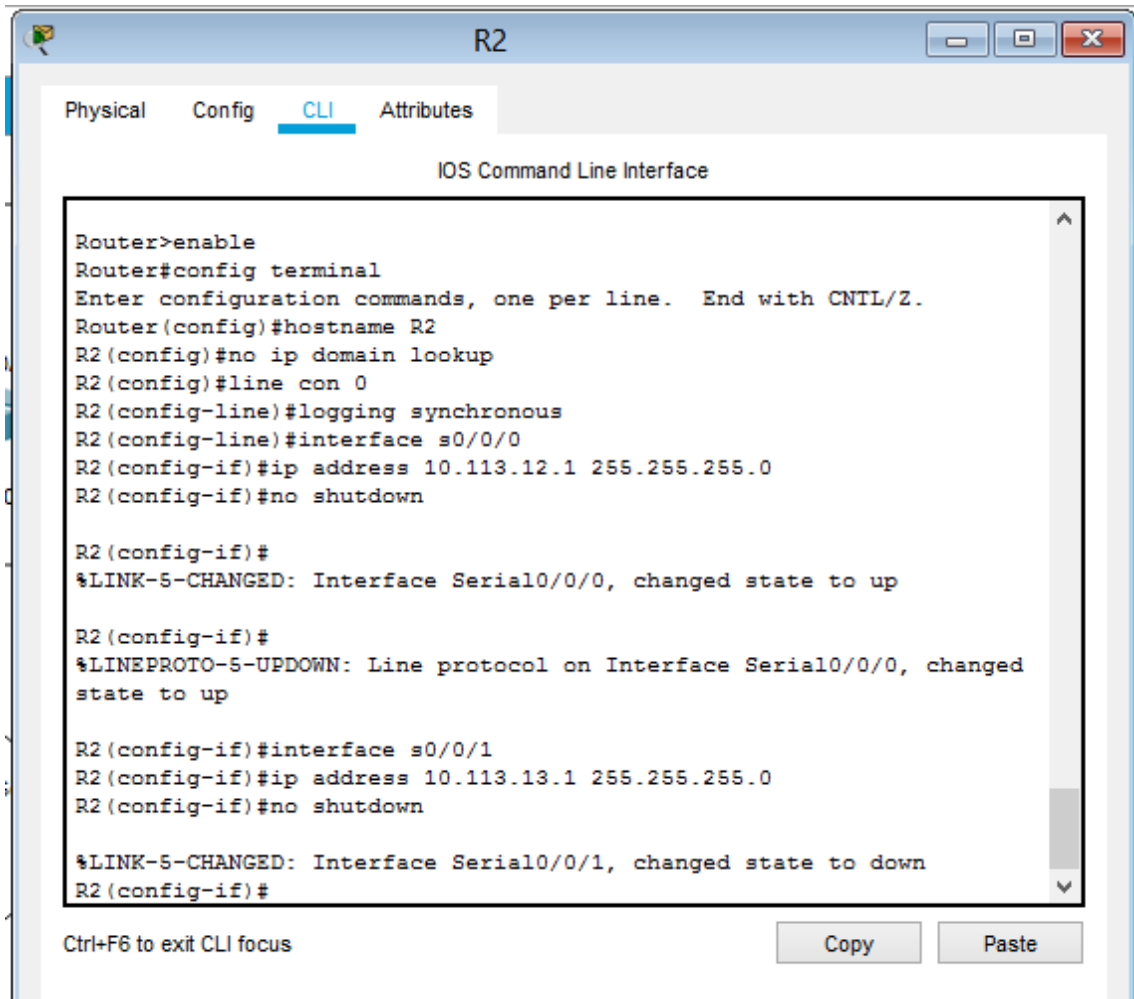 R2
Physical Config CLI Attributes
IOS Command Line Interface
Router>enable
Router#config terminal
Enter configuration commands, one per line.  End with CNTL/Z.
Router(config)#hostname R2
R2(config)#no ip domain lookup
R2(config)#line con 0
R2(config-line)#logging synchronous
R2(config-line)#interface s0/0/0
R2(config-if)#ip address 10.113.12.1 255.255.255.0
R2(config-if)#no shutdown
R2(config-if)#
%LINK-5-CHANGED: Interface Serial0/0/0, changed state to up
R2(config-if)#
%LINEPROTO-5-UPDOWN: Line protocol on Interface Serial0/0/0, changed
state to up
R2(config-if)#interface s0/0/1
R2(config-if)#ip address 10.113.13.1 255.255.255.0
R2(config-if)#no shutdown
%LINK-5-CHANGED: Interface Serial0/0/1, changed state to down
R2(config-if)#
Ctrl+F6 to exit CLI focus
Copy Paste